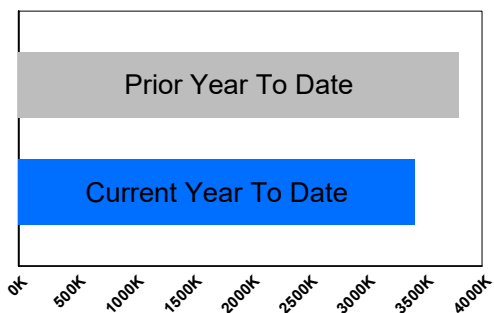 Prior Year To Date
Current Year To Date
0K 500K 1000K 1500K 2000K 2500K 3000K 3500K 4000K